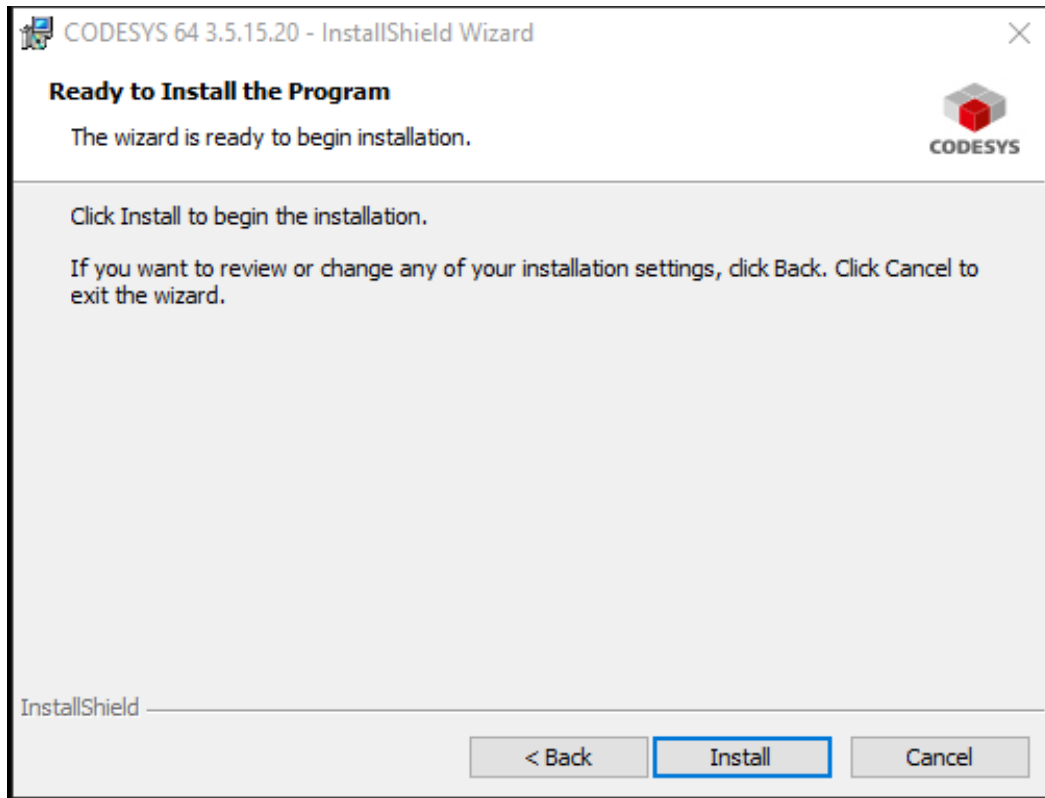 CODESYS 64 3.5.15.20 - InstallShield Wizard
Ready to Install the Program
The wizard is ready to begin installation.
CODESYS
Click Install to begin the installation.
If you want to review or change any of your installation settings, click Back. Click Cancel to
exit the wizard.
InstallShield
< Back
Install
Cancel